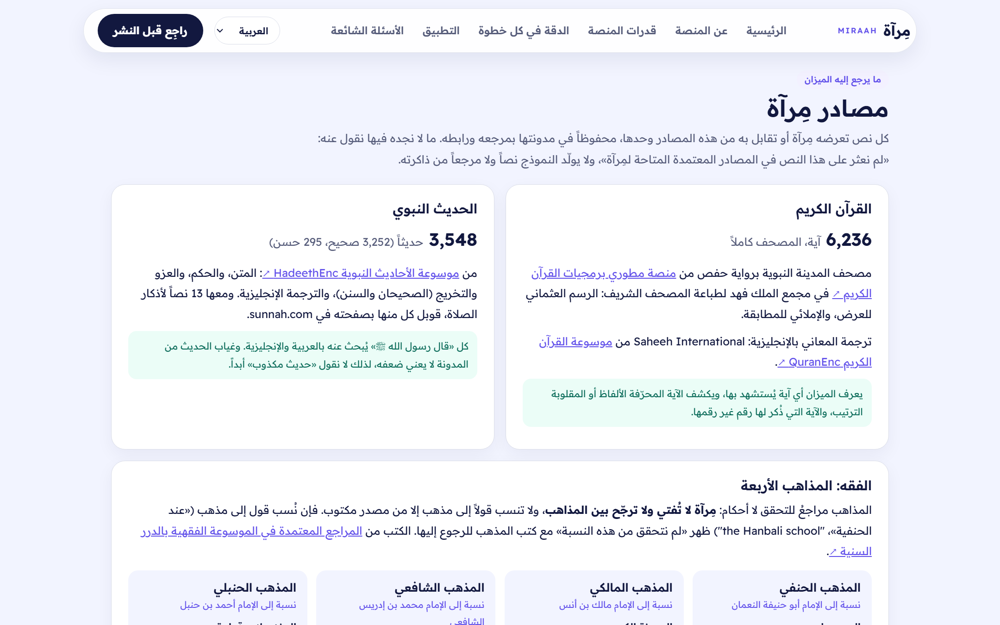 مِرآة MIRAAH
الرئيسية
عن المنصة
قدرات المنصة
الدقة في كل خطوة
التطبيق
الأسئلة الشائعة
العربية
راجِع قبل النشر
ما يرجع إليه الميزان
مصادر مِرآة
كل نص تعرضه مِرآة أو تقابل به من هذه المصادر وحدها، محفوظاً في مدونتها بمرجعه ورابطه. ما لا نجده فيها نقول عنه:
«لم نعثر على هذا النص في المصادر المعتمدة المتاحة لمِرآة»، ولا يولّد النموذج نصاً ولا مرجعاً من ذاكرته.
القرآن الكريم
6,236 آية، المصحف كاملاً
مصحف المدينة النبوية برواية حفص من منصة مطوري برمجيات القرآن
الكريم ↗ في مجمع الملك فهد لطباعة المصحف الشريف: الرسم العثماني
للعرض، والإملائي للمطابقة.
ترجمة المعاني بالإنجليزية: Saheeh International من موسوعة القرآن
الكريم QuranEnc ↗.
يعرف الميزان أي آية يُستشهد بها، ويكشف الآية المحرّفة الألفاظ أو المقلوبة
الترتيب، والآية التي ذُكر لها رقم غير رقمها.
الحديث النبوي
3,548 حديثاً (3,252 صحيح، 295 حسن)
من موسوعة الأحاديث النبوية HadeethEnc ↗: المتن، والحكم، والعزو
والتخريج (الصحيحان والسنن)، والترجمة الإنجليزية. ومعها 13 نصاً لأذكار
الصلاة، قوبل كل منها بصفحته في sunnah.com.
كل «قال رسول الله ﷺ» يُبحث عنه بالعربية والإنجليزية. وغياب الحديث من
المدونة لا يعني ضعفه، لذلك لا نقول «حديث مكذوب» أبداً.
الفقه: المذاهب الأربعة
المذاهب مراجعُ للتحقق لا أحكام: مِرآة لا تُفتي ولا ترجّح بين المذاهب، ولا تنسب قولاً إلى مذهب إلا من مصدر مكتوب. فإن نُسب قول إلى مذهب («عند
الحنفية»، "the Hanbali school") ظهر «لم نتحقق من هذه النسبة» مع كتب المذهب للرجوع إليها. الكتب من المراجع المعتمدة في الموسوعة الفقهية بالدرر
السنية ↗.
المذهب الحنفي
نسبة إلى الإمام أبو حنيفة النعمان
المذهب المالكي
نسبة إلى الإمام مالك بن أنس
المذهب الشافعي
نسبة إلى الإمام محمد بن إدريس
الشافعي
المذهب الحنبلي
نسبة إلى الإمام أحمد بن حنبل